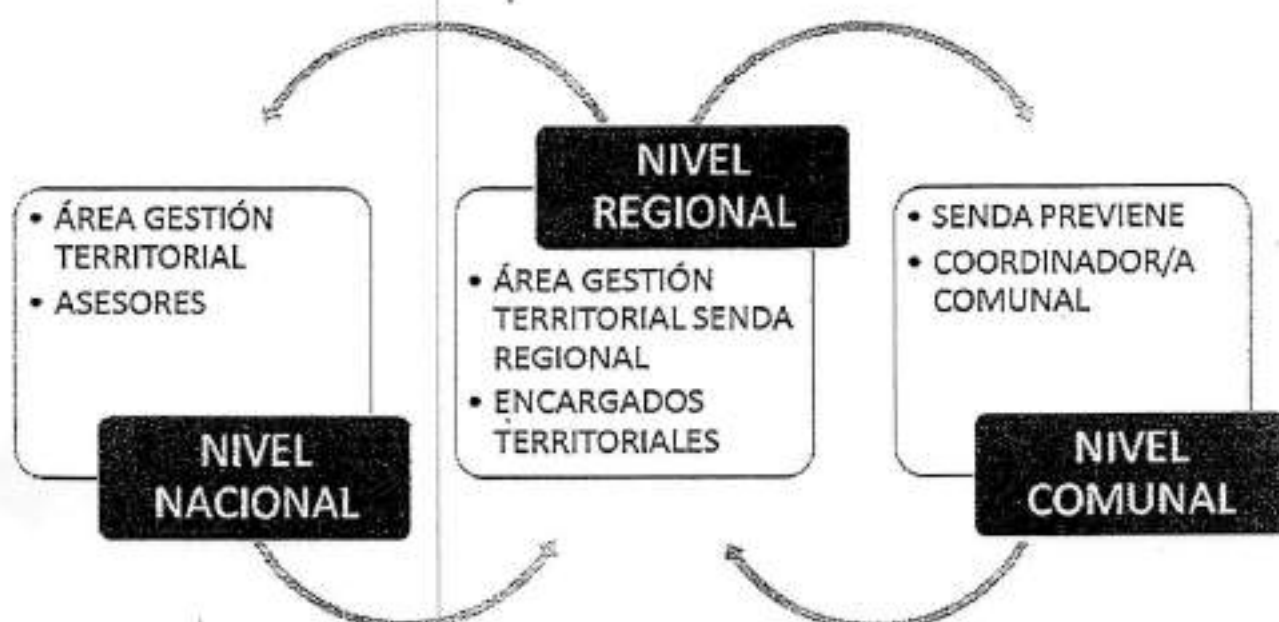 • ÁREA GESTIÓN
TERRITORIAL
• ASESORES
NIVEL
NACIONAL
NIVEL
REGIONAL
• ÁREA GESTIÓN
TERRITORIAL SENDA
REGIONAL
• ENCARGADOS
TERRITORIALES
• SENDA PREVIENE
• COORDINADOR/A
COMUNAL
NIVEL
COMUNAL